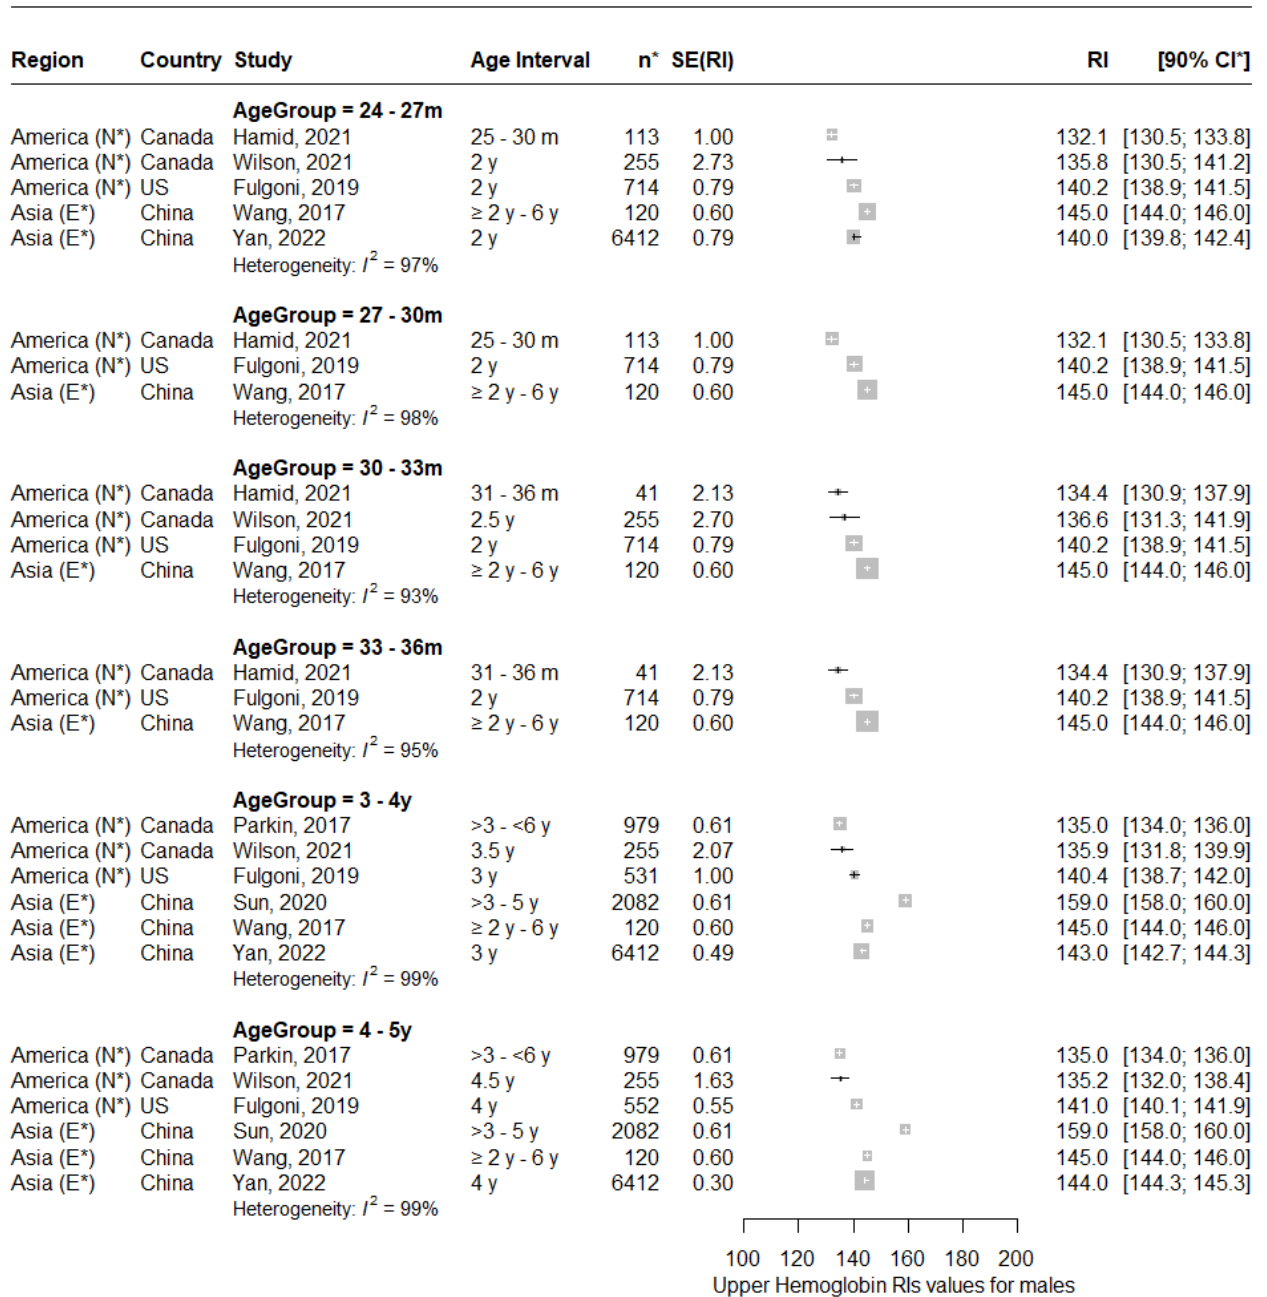 Region Country Study Age Interval n* SE(RI) RI [90% CI*]
AgeGroup = 24 - 27m
America (N*) Canada Hamid, 2021 25 - 30 m 113 1.00 132.1 [130.5; 133.8]
America (N*) Canada Wilson, 2021 2 y 255 2.73 135.8 [130.5; 141.2]
America (N*) US Fulgoni, 2019 2 y 714 0.79 140.2 [138.9; 141.5]
Asia (E*) China Wang, 2017 ≥ 2 y - 6 y 120 0.60 145.0 [144.0; 146.0]
Asia (E*) China Yan, 2022 2 y 6412 0.79 140.0 [139.8; 142.4]
Heterogeneity: I² = 97%
AgeGroup = 27 - 30m
America (N*) Canada Hamid, 2021 25 - 30 m 113 1.00 132.1 [130.5; 133.8]
America (N*) US Fulgoni, 2019 2 y 714 0.79 140.2 [138.9; 141.5]
Asia (E*) China Wang, 2017 ≥ 2 y - 6 y 120 0.60 145.0 [144.0; 146.0]
Heterogeneity: I² = 98%
AgeGroup = 30 - 33m
America (N*) Canada Hamid, 2021 31 - 36 m 41 2.13 134.4 [130.9; 137.9]
America (N*) Canada Wilson, 2021 2.5 y 255 2.70 136.6 [131.3; 141.9]
America (N*) US Fulgoni, 2019 2 y 714 0.79 140.2 [138.9; 141.5]
Asia (E*) China Wang, 2017 ≥ 2 y - 6 y 120 0.60 145.0 [144.0; 146.0]
Heterogeneity: I² = 93%
AgeGroup = 33 - 36m
America (N*) Canada Hamid, 2021 31 - 36 m 41 2.13 134.4 [130.9; 137.9]
America (N*) US Fulgoni, 2019 2 y 714 0.79 140.2 [138.9; 141.5]
Asia (E*) China Wang, 2017 ≥ 2 y - 6 y 120 0.60 145.0 [144.0; 146.0]
Heterogeneity: I² = 95%
AgeGroup = 3 - 4y
America (N*) Canada Parkin, 2017 >3 - <6 y 979 0.61 135.0 [134.0; 136.0]
America (N*) Canada Wilson, 2021 3.5 y 255 2.07 135.9 [131.8; 139.9]
America (N*) US Fulgoni, 2019 3 y 531 1.00 140.4 [138.7; 142.0]
Asia (E*) China Sun, 2020 >3 - 5 y 2082 0.61 159.0 [158.0; 160.0]
Asia (E*) China Wang, 2017 ≥ 2 y - 6 y 120 0.60 145.0 [144.0; 146.0]
Asia (E*) China Yan, 2022 3 y 6412 0.49 143.0 [142.7; 144.3]
Heterogeneity: I² = 99%
AgeGroup = 4 - 5y
America (N*) Canada Parkin, 2017 >3 - <6 y 979 0.61 135.0 [134.0; 136.0]
America (N*) Canada Wilson, 2021 4.5 y 255 1.63 135.2 [132.0; 138.4]
America (N*) US Fulgoni, 2019 4 y 552 0.55 141.0 [140.1; 141.9]
Asia (E*) China Sun, 2020 >3 - 5 y 2082 0.61 159.0 [158.0; 160.0]
Asia (E*) China Wang, 2017 ≥ 2 y - 6 y 120 0.60 145.0 [144.0; 146.0]
Asia (E*) China Yan, 2022 4 y 6412 0.30 144.0 [144.3; 145.3]
Heterogeneity: I² = 99%
100 120 140 160 180 200
Upper Hemoglobin RIs values for males